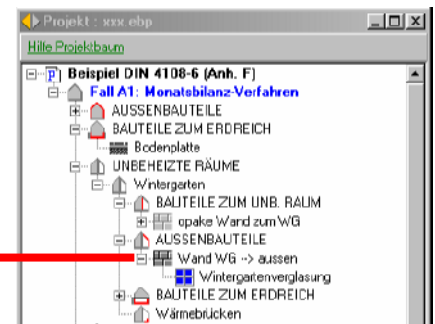 Projekt : xxx ebp
Hilfe Projektbaum
P Beispiel DIN 4108-6 (Anh. F)
Fall A1: Monatsbilanz-Verfahren
AUSSENBAUTEILE
BAUTEILE ZUM ERDREICH
Bodenplatte
UNBEHEIZTE RÄUME
Wintergarten
BAUTEILE ZUM UNB. RAUM
opake Wand zum WG
AUSSENBAUTEILE
Wand WG --> aussen
Wintergartenverglasung
BAUTEILE ZUM ERDREICH
Wärmebrücken